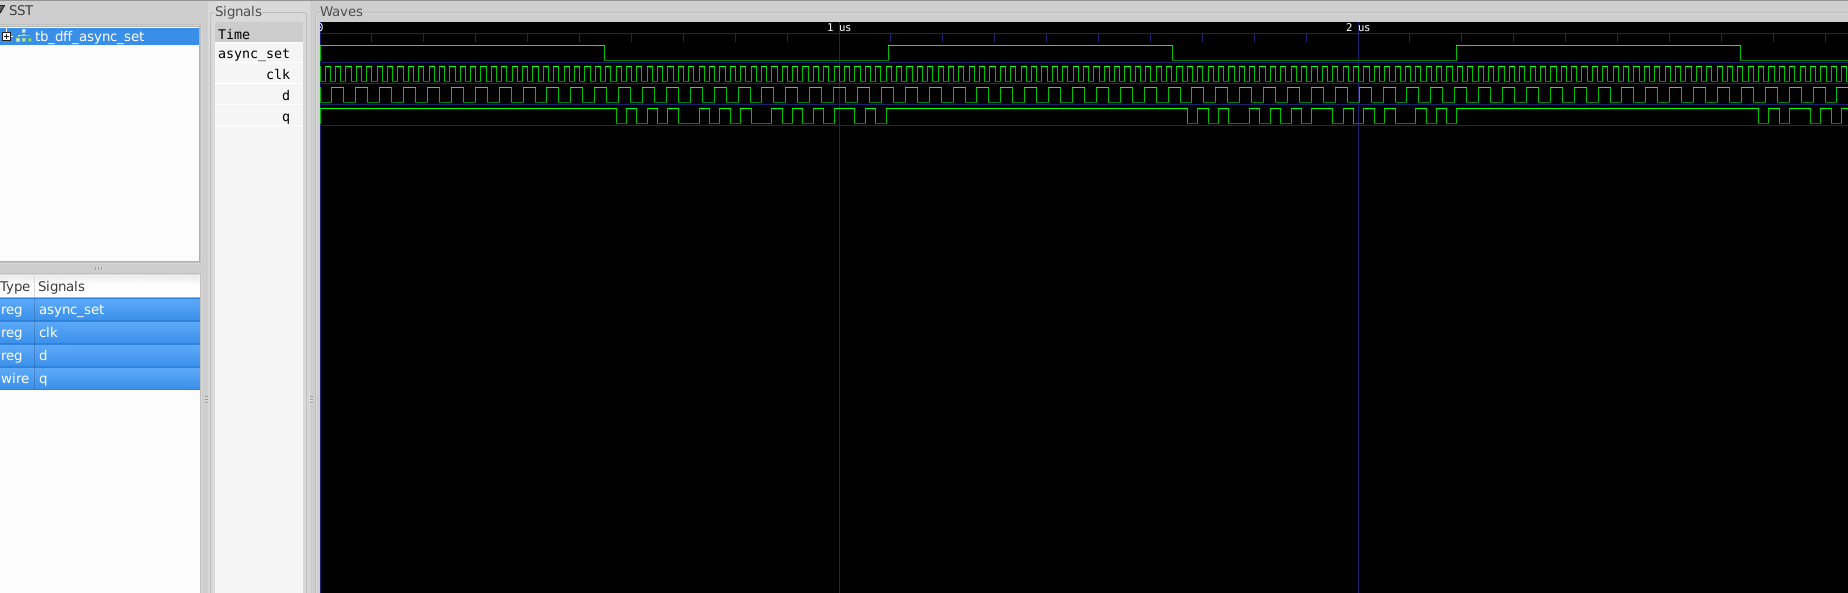 SST
tb_dff_async_set
Type Signals
reg async_set
reg clk
reg d
wire q
Signals
Time
async_set
clk
d
q
Waves
0 1 us 2 us